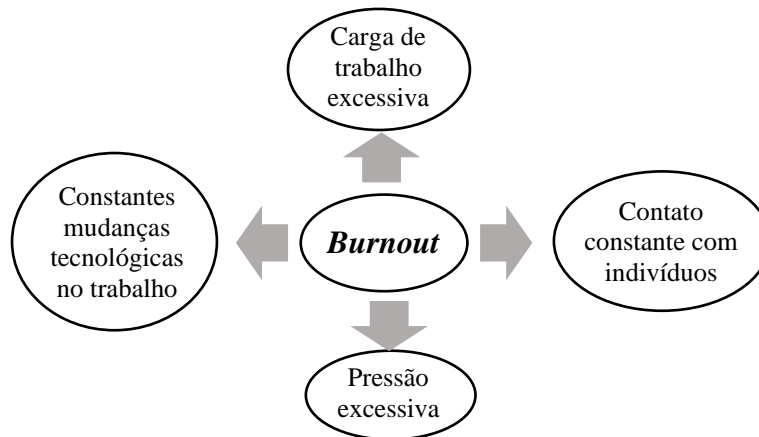 Carga de
trabalho
excessiva
Constantes
mudanças
tecnológicas
no trabalho
Burnout
Contato
constante com
indivíduos
Pressão
excessiva